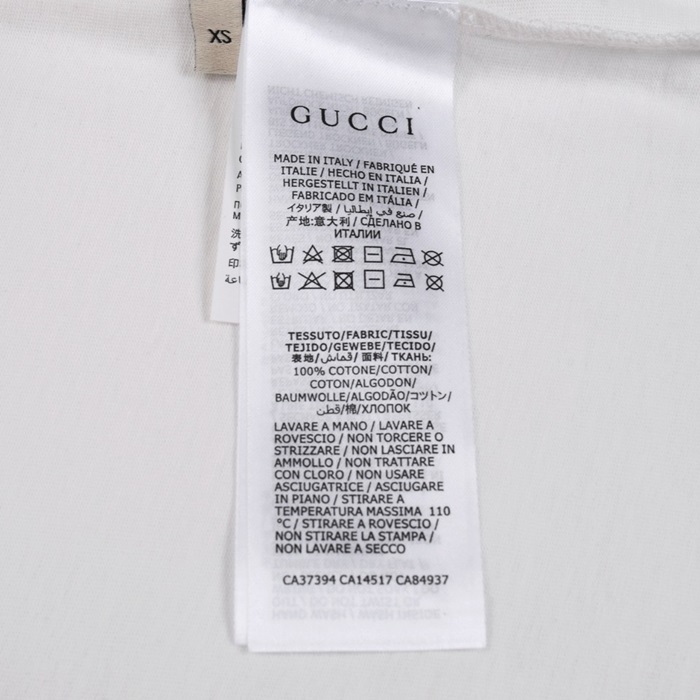 XS
GUCCI
MADE IN ITALY / FABRIQUÉ EN
ITALIE / HECHO EN ITALIA /
HERGESTELLT IN ITALIEN /
FABRICADO EM ITÁLIA /
イタリア製 / صنع في إيطاليا /
产地:意大利 / СДЕЛАНО В
ИТАЛИИ
TESSUTO/FABRIC/TISSU/
TEJIDO/GEWEBE/TECIDO/
表地/قماش/面料/ТКАНЬ:
100% COTONE/COTTON/
COTON/ALGODON/
BAUMWOLLE/ALGODÃO/コットン/
قطن/棉/ХЛОПОК
LAVARE A MANO / LAVARE A
ROVESCIO / NON TORCERE O
STRIZZARE / NON LASCIARE IN
AMMOLLO / NON TRATTARE
CON CLORO / NON USARE
ASCIUGATRICE / ASCIUGARE
IN PIANO / STIRARE A
TEMPERATURA MASSIMA 110
°C / STIRARE A ROVESCIO /
NON STIRARE LA STAMPA /
NON LAVARE A SECCO
CA37394 CA14517 CA84937